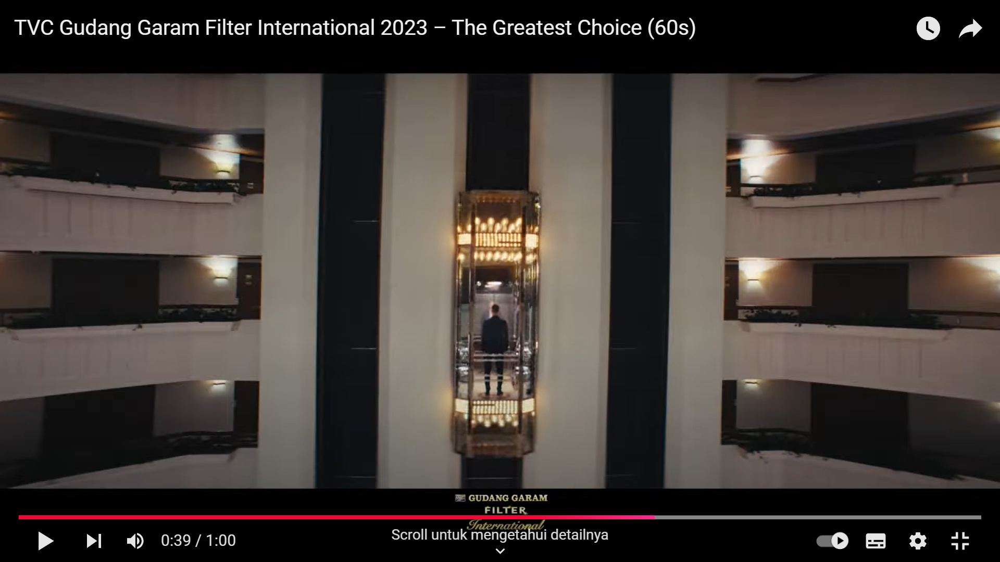 TVC Gudang Garam Filter International 2023 – The Greatest Choice (60s)
GUDANG GARAM
FILTER
International
0:39 / 1:00
Scroll untuk mengetahui detailnya